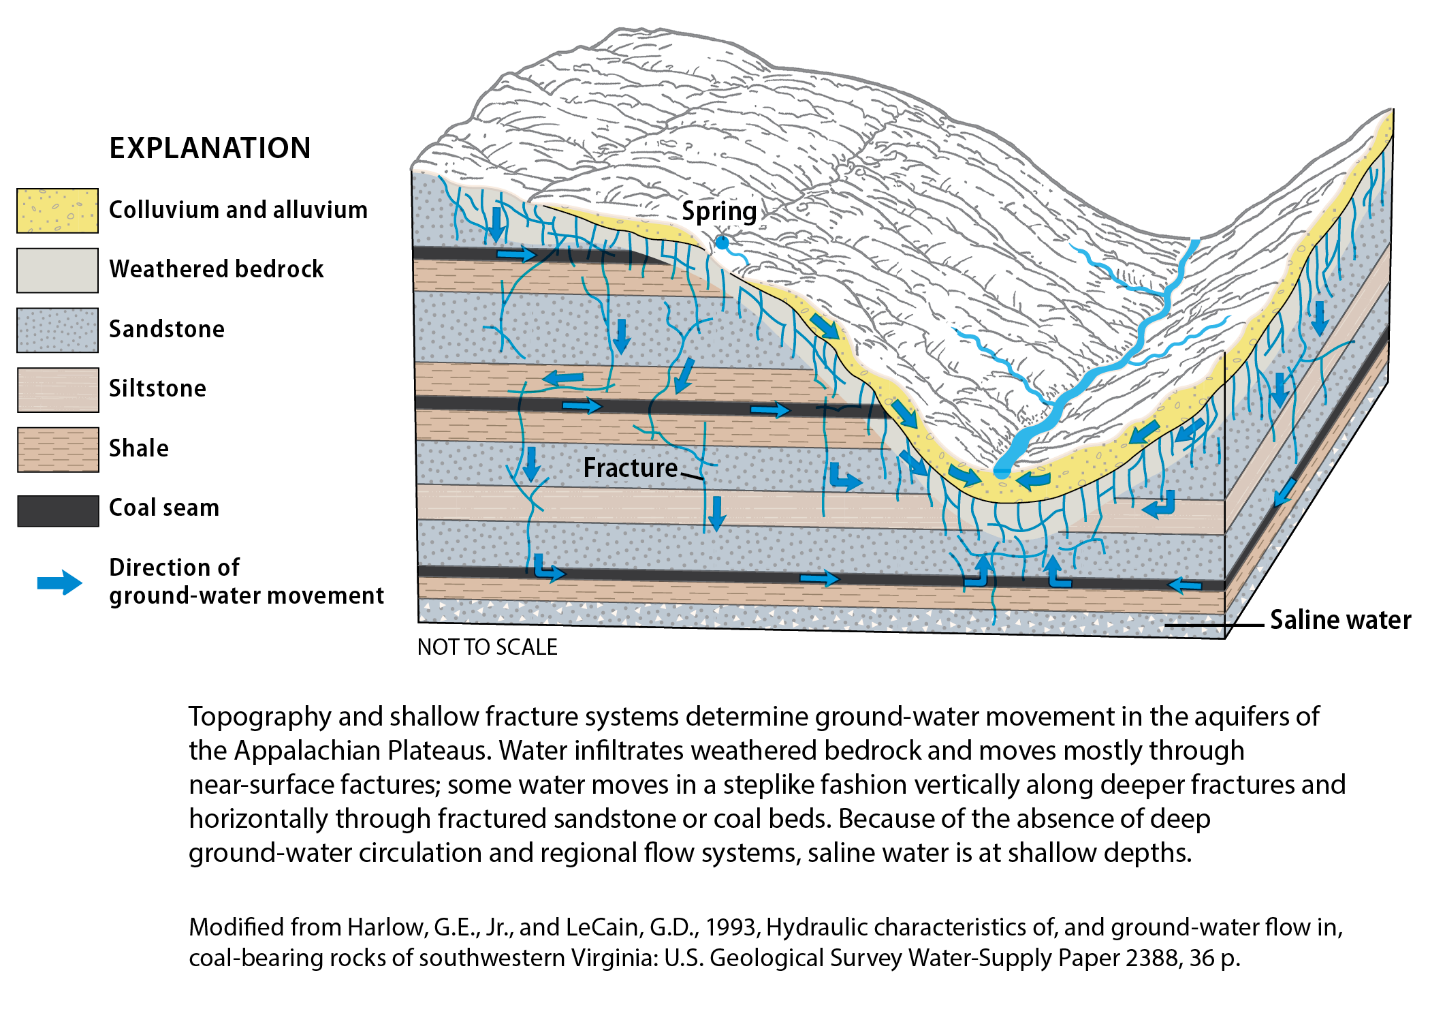 EXPLANATION
Colluvium and alluvium
Weathered bedrock
Sandstone
Siltstone
Shale
Coal seam
Direction of
ground-water movement
Spring
Fracture
Saline water
NOT TO SCALE
Topography and shallow fracture systems determine ground-water movement in the aquifers of
the Appalachian Plateaus. Water infiltrates weathered bedrock and moves mostly through
near-surface factures; some water moves in a steplike fashion vertically along deeper fractures and
horizontally through fractured sandstone or coal beds. Because of the absence of deep
ground-water circulation and regional flow systems, saline water is at shallow depths.
Modified from Harlow, G.E., Jr., and LeCain, G.D., 1993, Hydraulic characteristics of, and ground-water flow in,
coal-bearing rocks of southwestern Virginia: U.S. Geological Survey Water-Supply Paper 2388, 36 p.